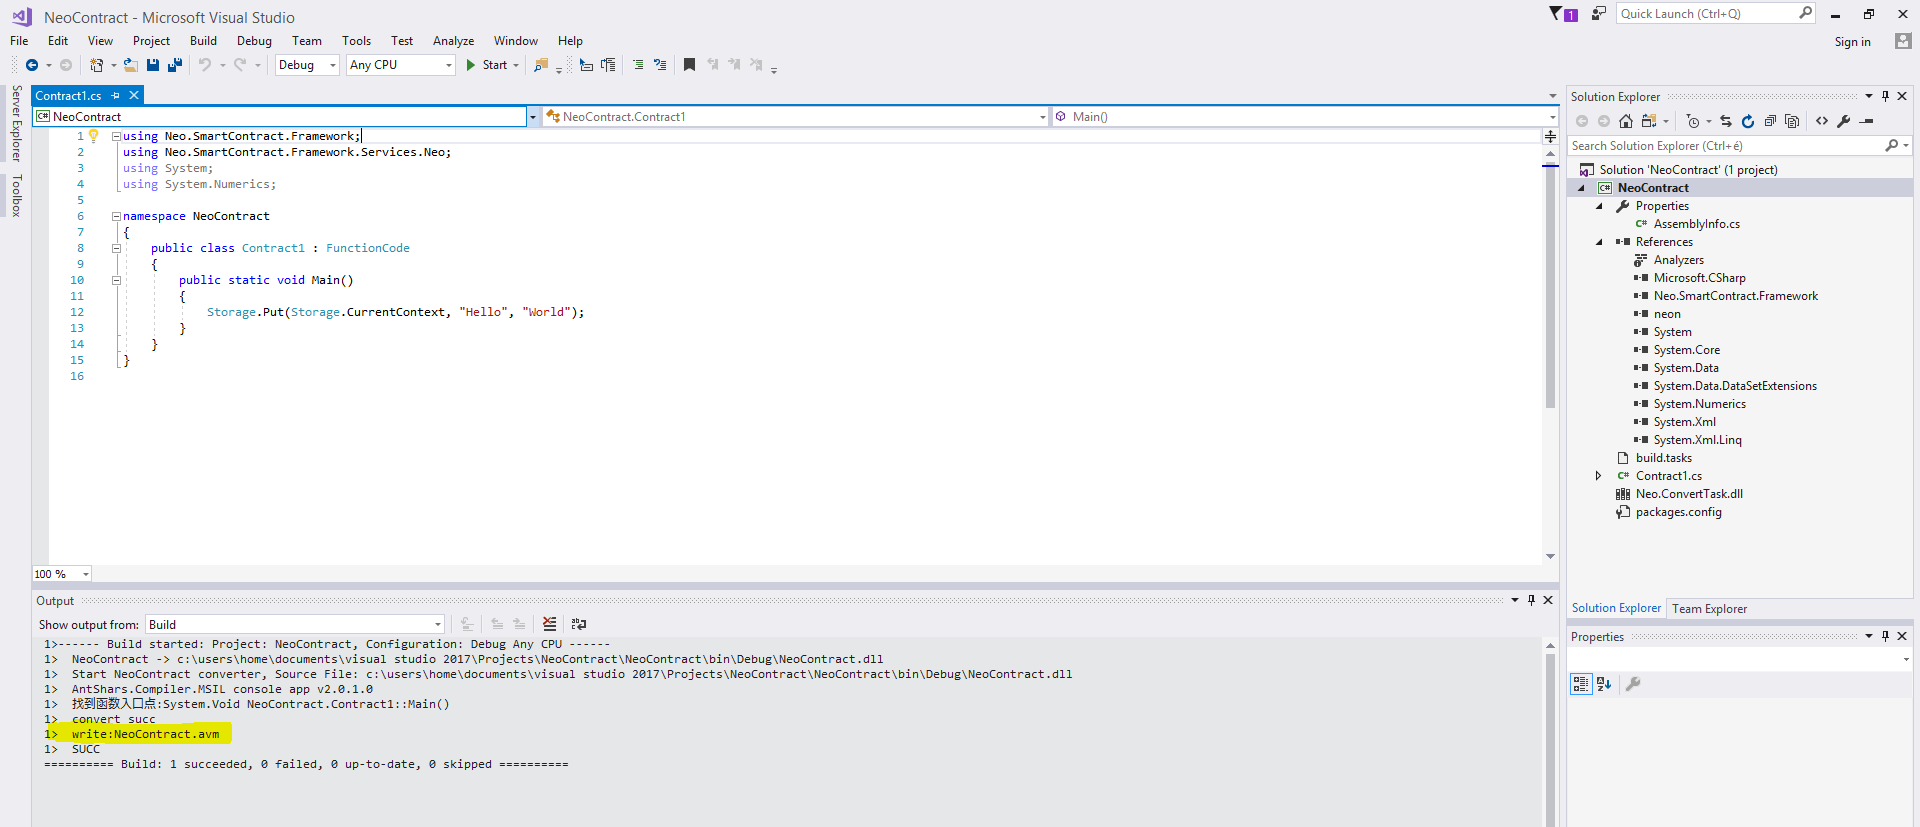 NeoContract - Microsoft Visual Studio
1
Quick Launch (Ctrl+Q)
File Edit View Project Build Debug Team Tools Test Analyze Window Help
Sign in
Debug Any CPU Start
Server Explorer
Toolbox
Contract1.cs
NeoContract NeoContract.Contract1 Main()
1 using Neo.SmartContract.Framework;
2 using Neo.SmartContract.Framework.Services.Neo;
3 using System;
4 using System.Numerics;
5
6 namespace NeoContract
7 {
8 public class Contract1 : FunctionCode
9 {
10 public static void Main()
11 {
12 Storage.Put(Storage.CurrentContext, "Hello", "World");
13 }
14 }
15 }
16
100 %
Output
Show output from: Build
1>------ Build started: Project: NeoContract, Configuration: Debug Any CPU ------
1> NeoContract -> c:\users\home\documents\visual studio 2017\Projects\NeoContract\NeoContract\bin\Debug\NeoContract.dll
1> Start NeoContract converter, Source File: c:\users\home\documents\visual studio 2017\Projects\NeoContract\NeoContract\bin\Debug\NeoContract.dll
1> AntShars.Compiler.MSIL console app v2.0.1.0
1> 找到函数入口点:System.Void NeoContract.Contract1::Main()
1> convert succ
1> write:NeoContract.avm
1> SUCC
========== Build: 1 succeeded, 0 failed, 0 up-to-date, 0 skipped ==========
Solution Explorer
Search Solution Explorer (Ctrl+é)
Solution 'NeoContract' (1 project)
C# NeoContract
Properties
C# AssemblyInfo.cs
References
Analyzers
Microsoft.CSharp
Neo.SmartContract.Framework
neon
System
System.Core
System.Data
System.Data.DataSetExtensions
System.Numerics
System.Xml
System.Xml.Linq
build.tasks
C# Contract1.cs
Neo.ConvertTask.dll
packages.config
Solution Explorer Team Explorer
Properties